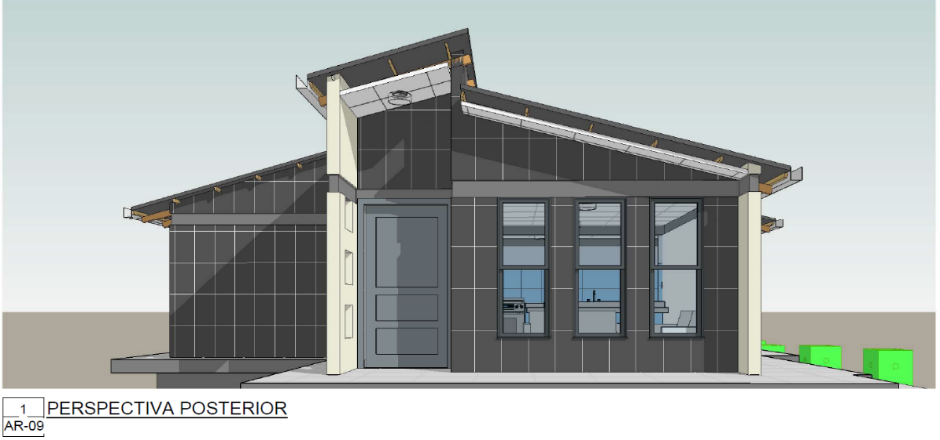 1 PERSPECTIVA POSTERIOR
AR-09